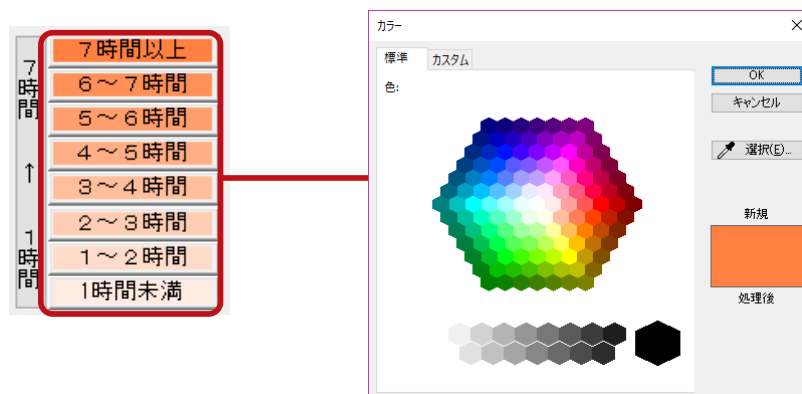 7時間
↑
1時間
7時間以上
6～7時間
5～6時間
4～5時間
3～4時間
2～3時間
1～2時間
1時間未満
カラー
標準
カスタム
色:
OK
キャンセル
選択(E)...
新規
処理後